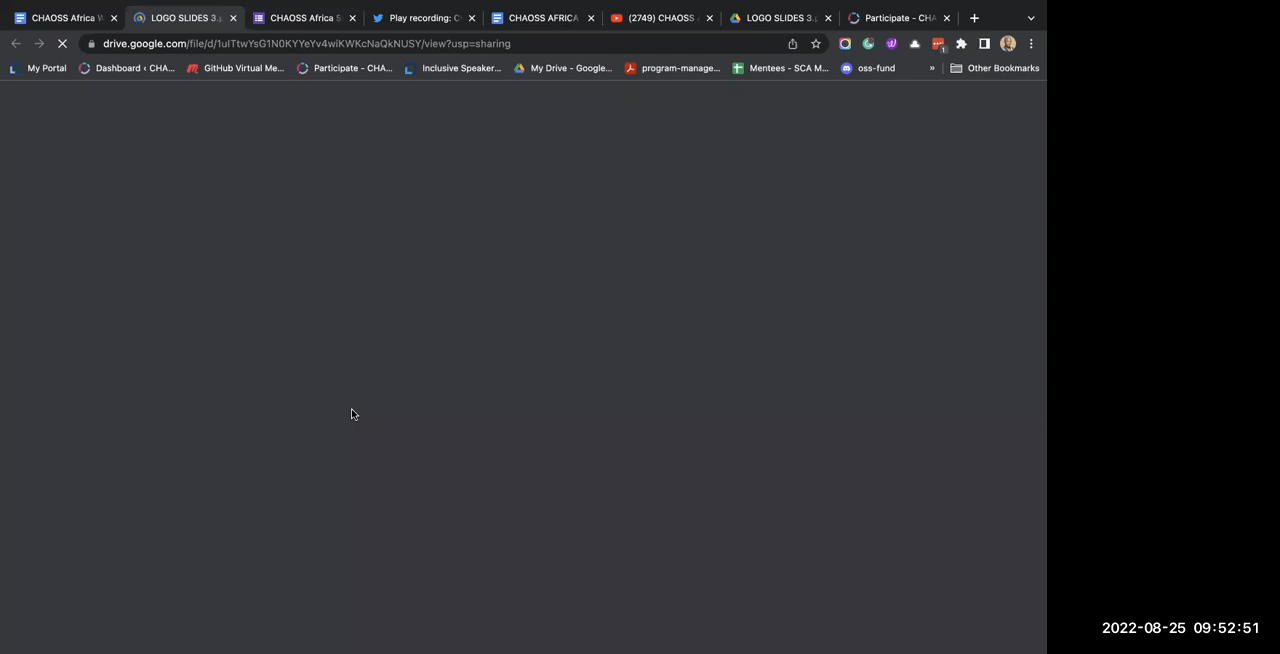 CHAOSS Africa W
LOGO SLIDES 3.p
CHAOSS Africa 5
Play recording: C
CHAOSS AFRICA
(2749) CHAOSS
LOGO SLIDES 3.p
Participate - CHA
drive.google.com/file/d/1ulTtwYsG1N0KYYeYv4wiKWKcNaQkNUSY/view?usp=sharing
1
My Portal
Dashboard ‹ CHA...
GitHub Virtual Me...
Participate - CHA...
Inclusive Speaker...
My Drive - Google...
program-manage...
Mentees - SCA M...
oss-fund
»
Other Bookmarks
2022-08-25 09:52:51